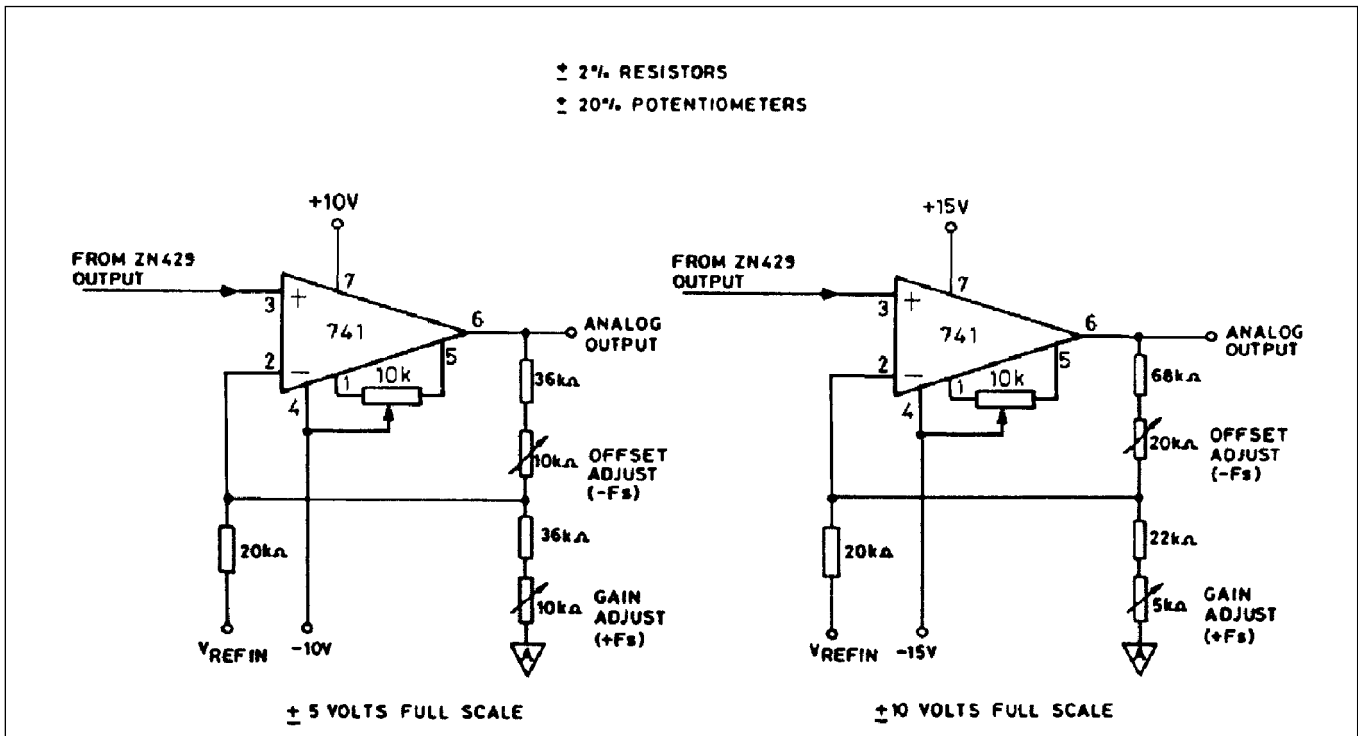 ± 2% RESISTORS
± 20% POTENTIOMETERS
+10V
FROM ZN429
OUTPUT
7
3
+
741
6
ANALOG
OUTPUT
2
−
5
1
10k
4
36kΩ
10kΩ
OFFSET
ADJUST
(−Fs)
20kΩ
36kΩ
10kΩ
GAIN
ADJUST
(+Fs)
VREFIN
-10V
A
± 5 VOLTS FULL SCALE
+15V
FROM ZN429
OUTPUT
7
3
+
741
6
ANALOG
OUTPUT
2
−
5
1
10k
4
68kΩ
20kΩ
OFFSET
ADJUST
(−Fs)
20kΩ
22kΩ
5kΩ
GAIN
ADJUST
(+Fs)
VREFIN
-15V
A
±10 VOLTS FULL SCALE